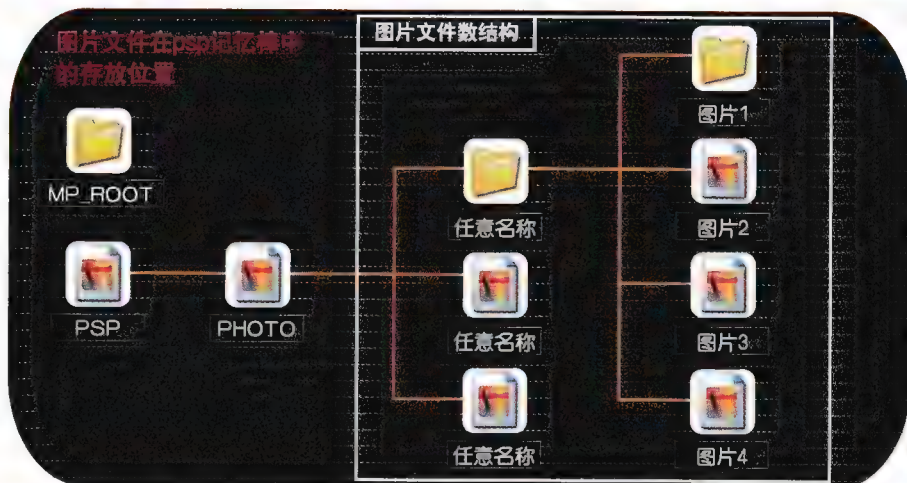 图片文件在psp记忆棒中
的存放位置
图片文件数结构
MP_ROOT
PSP
PHOTO
任意名称
任意名称
任意名称
图片1
图片2
图片3
图片4